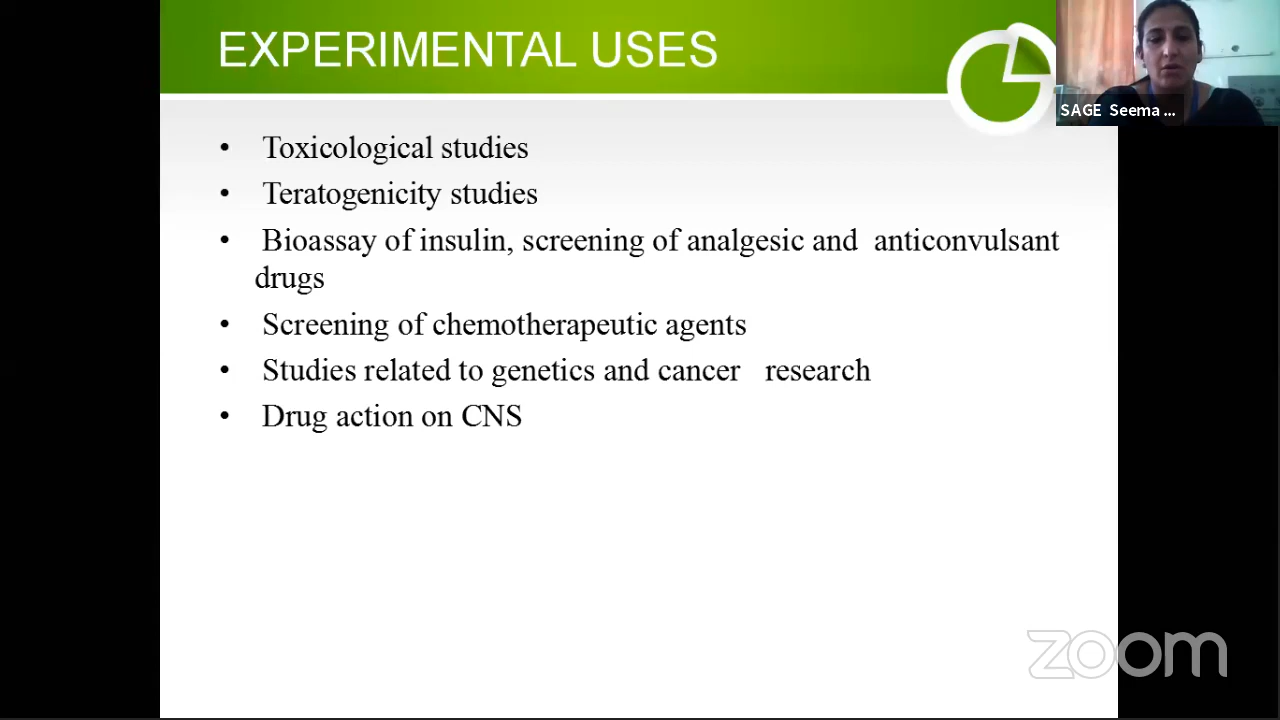 EXPERIMENTAL USES
SAGE Seema ...
• Toxicological studies
• Teratogenicity studies
• Bioassay of insulin, screening of analgesic and anticonvulsant
drugs
• Screening of chemotherapeutic agents
• Studies related to genetics and cancer research
• Drug action on CNS
zoom